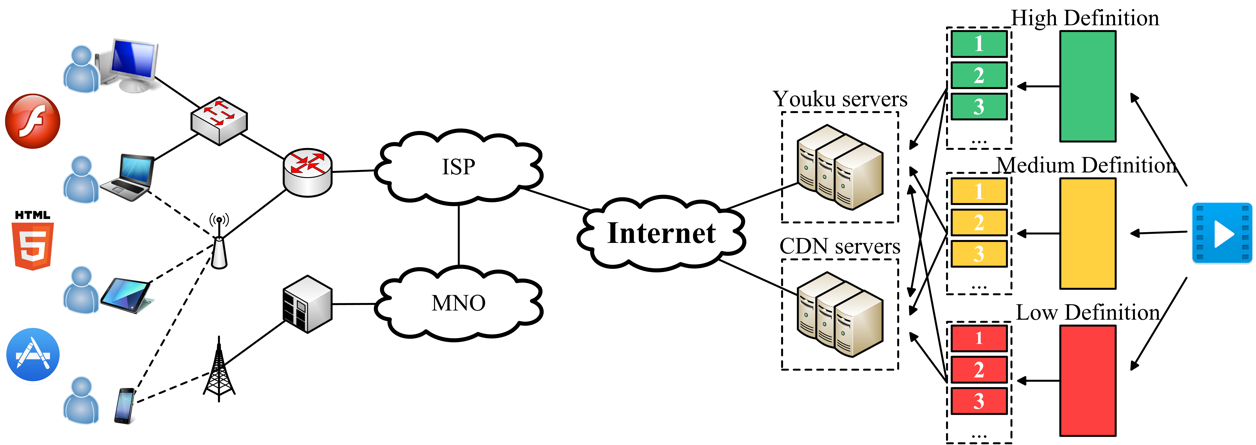 High Definition
1
2
3
...
Youku servers
Medium Definition
1
2
3
...
ISP
HTML
5
Internet
CDN servers
MNO
Low Definition
1
2
3
...